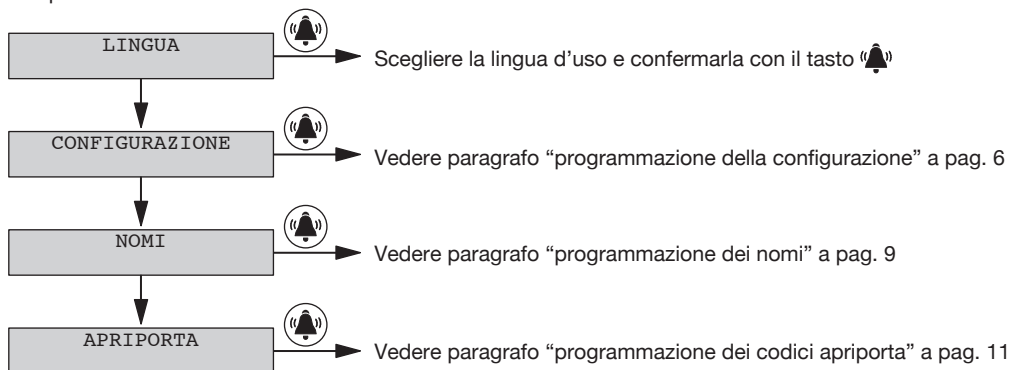 LINGUA
Scegliere la lingua d’uso e confermarla con il tasto
CONFIGURAZIONE
Vedere paragrafo “programmazione della configurazione” a pag. 6
NOMI
Vedere paragrafo “programmazione dei nomi” a pag. 9
APRIPORTA
Vedere paragrafo “programmazione dei codici apriporta” a pag. 11